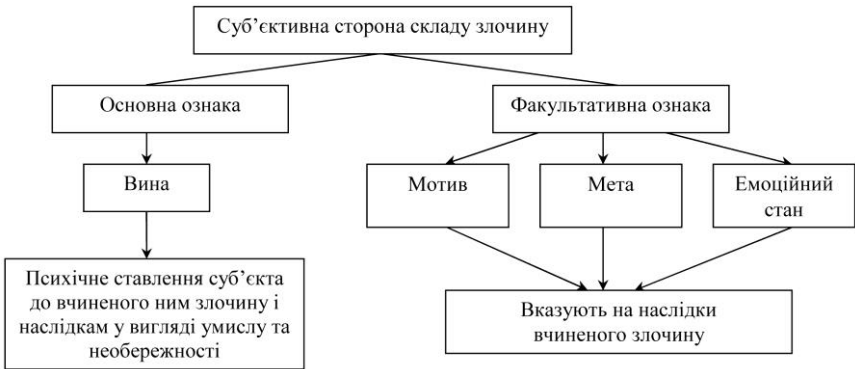 Суб’єктивна сторона складу злочину
Основна ознака
Факультативна ознака
Вина
Мотив
Мета
Емоційний
стан
Психічне ставлення суб’єкта
до вчиненого ним злочину і
наслідкам у вигляді умислу та
необережності
Вказують на наслідки
вчиненого злочину